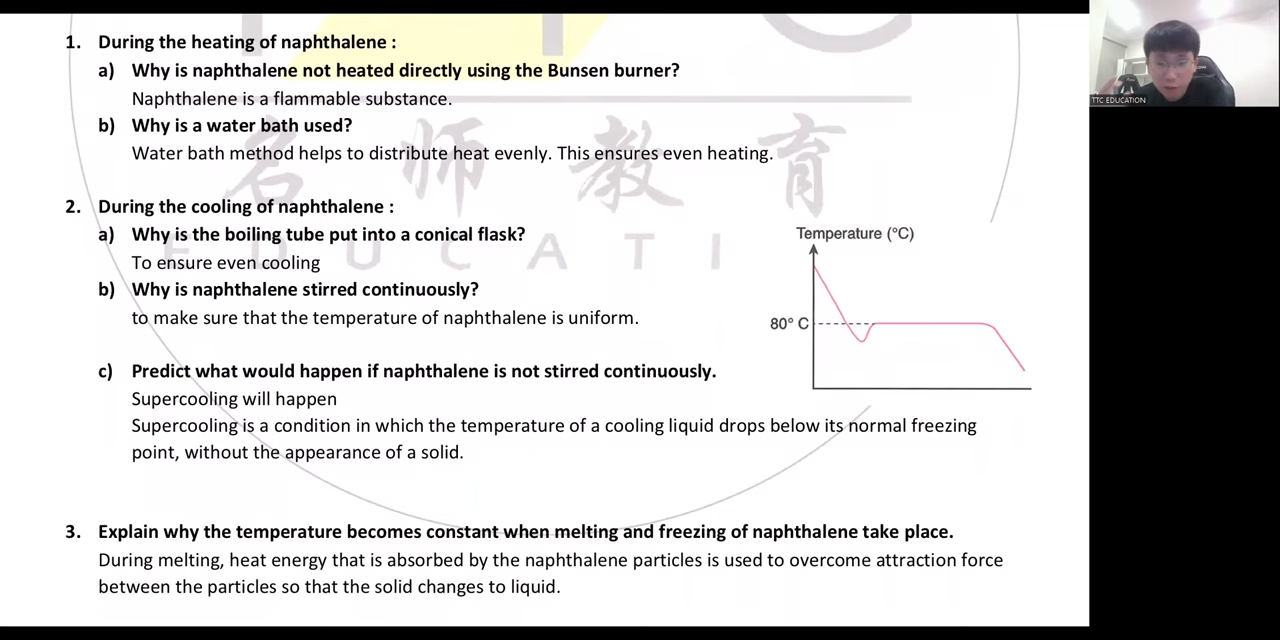 1. During the heating of naphthalene :
a) Why is naphthalene not heated directly using the Bunsen burner?
Naphthalene is a flammable substance.
b) Why is a water bath used?
Water bath method helps to distribute heat evenly. This ensures even heating.
名師教育
2. During the cooling of naphthalene :
a) Why is the boiling tube put into a conical flask?
EDUCATI
To ensure even cooling
b) Why is naphthalene stirred continuously?
to make sure that the temperature of naphthalene is uniform.
Temperature (°C)
80° C
c) Predict what would happen if naphthalene is not stirred continuously.
Supercooling will happen
Supercooling is a condition in which the temperature of a cooling liquid drops below its normal freezing
point, without the appearance of a solid.
3. Explain why the temperature becomes constant when melting and freezing of naphthalene take place.
During melting, heat energy that is absorbed by the naphthalene particles is used to overcome attraction force
between the particles so that the solid changes to liquid.
TTC EDUCATION